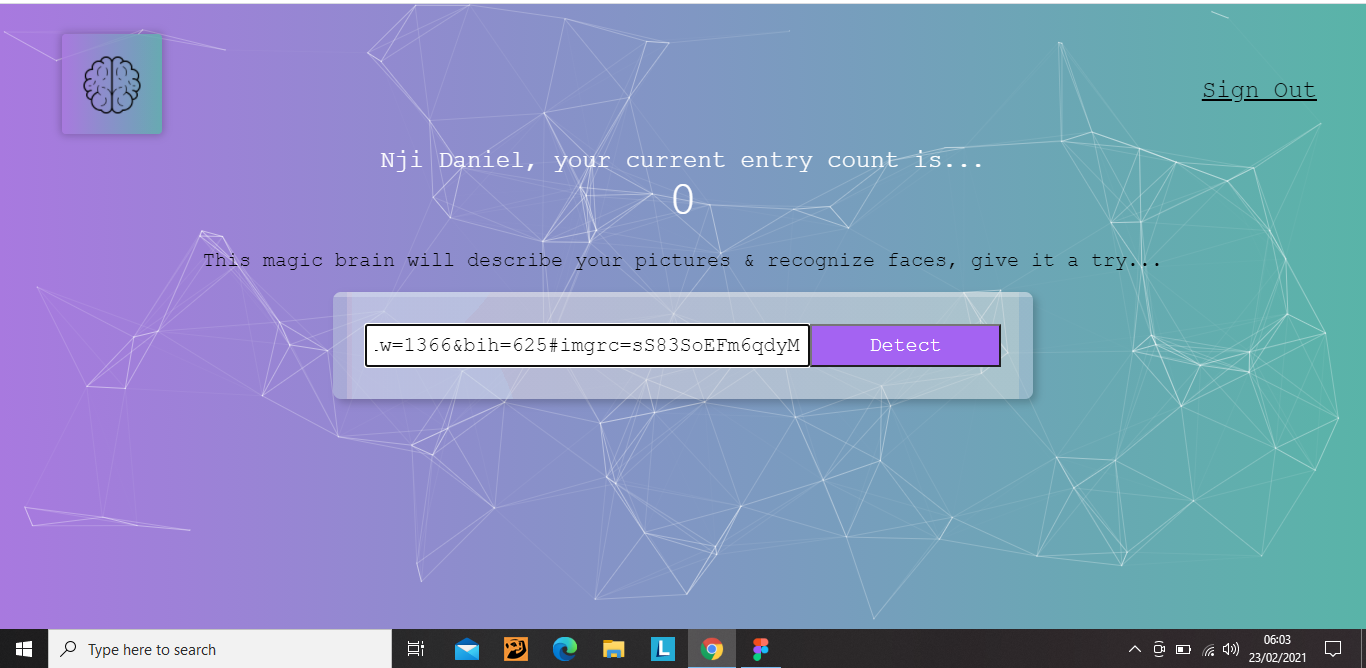 Sign Out
Nji Daniel, your current entry count is...
0
This magic brain will describe your pictures & recognize faces, give it a try...
.w=1366&bih=625#imgrc=sS83SoEFm6qdyM
Detect
Type here to search
L
06:03
23/02/2021